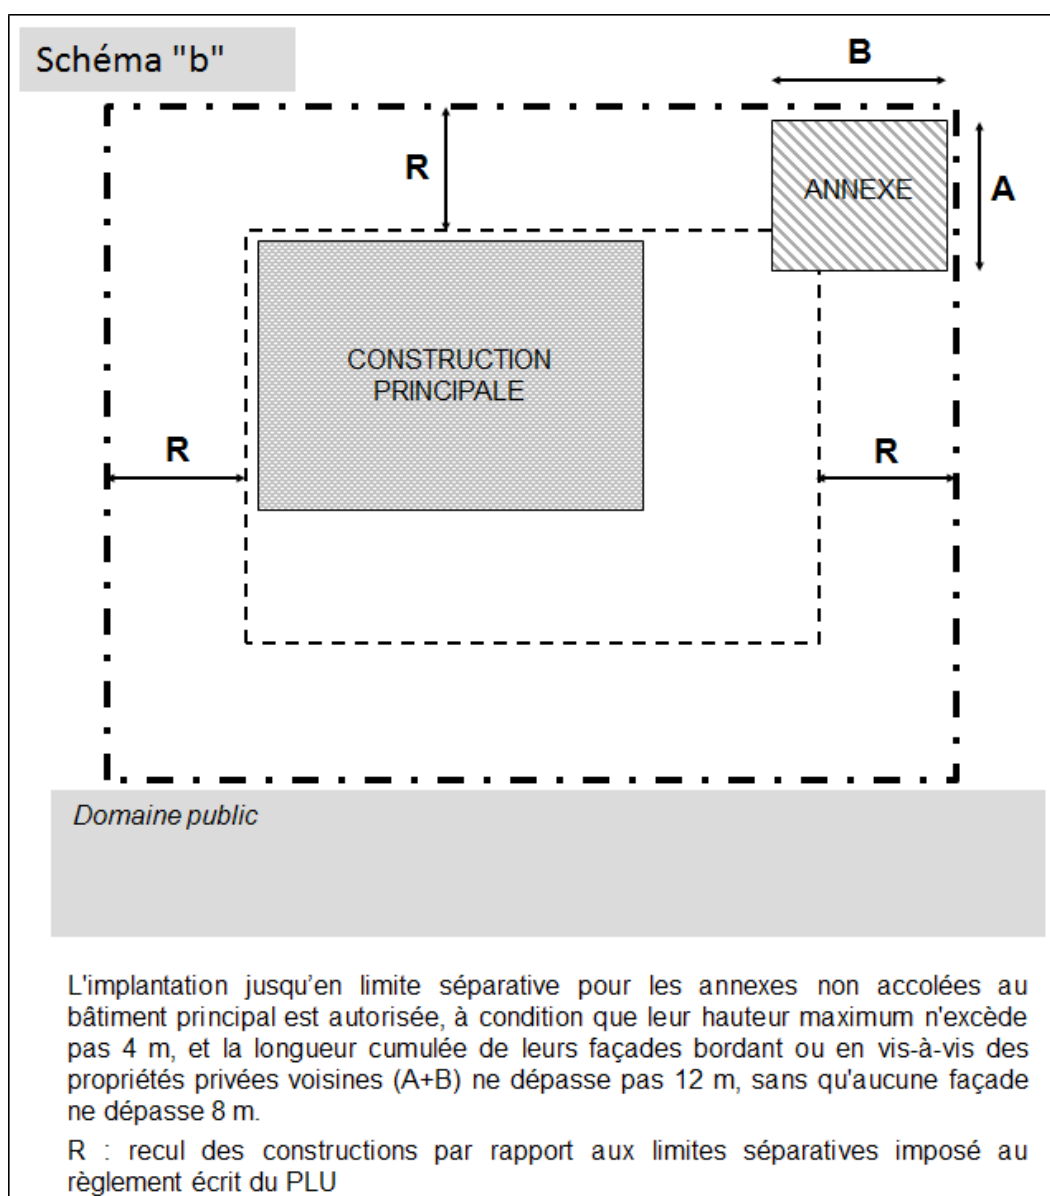 Schéma "b"
B
R
ANNEXE
A
CONSTRUCTION
PRINCIPALE
R
R
Domaine public
L'implantation jusqu'en limite séparative pour les annexes non accolées au
bâtiment principal est autorisée, à condition que leur hauteur maximum n'excède
pas 4 m, et la longueur cumulée de leurs façades bordant ou en vis-à-vis des
propriétés privées voisines (A+B) ne dépasse pas 12 m, sans qu'aucune façade
ne dépasse 8 m.
R : recul des constructions par rapport aux limites séparatives imposé au
règlement écrit du PLU